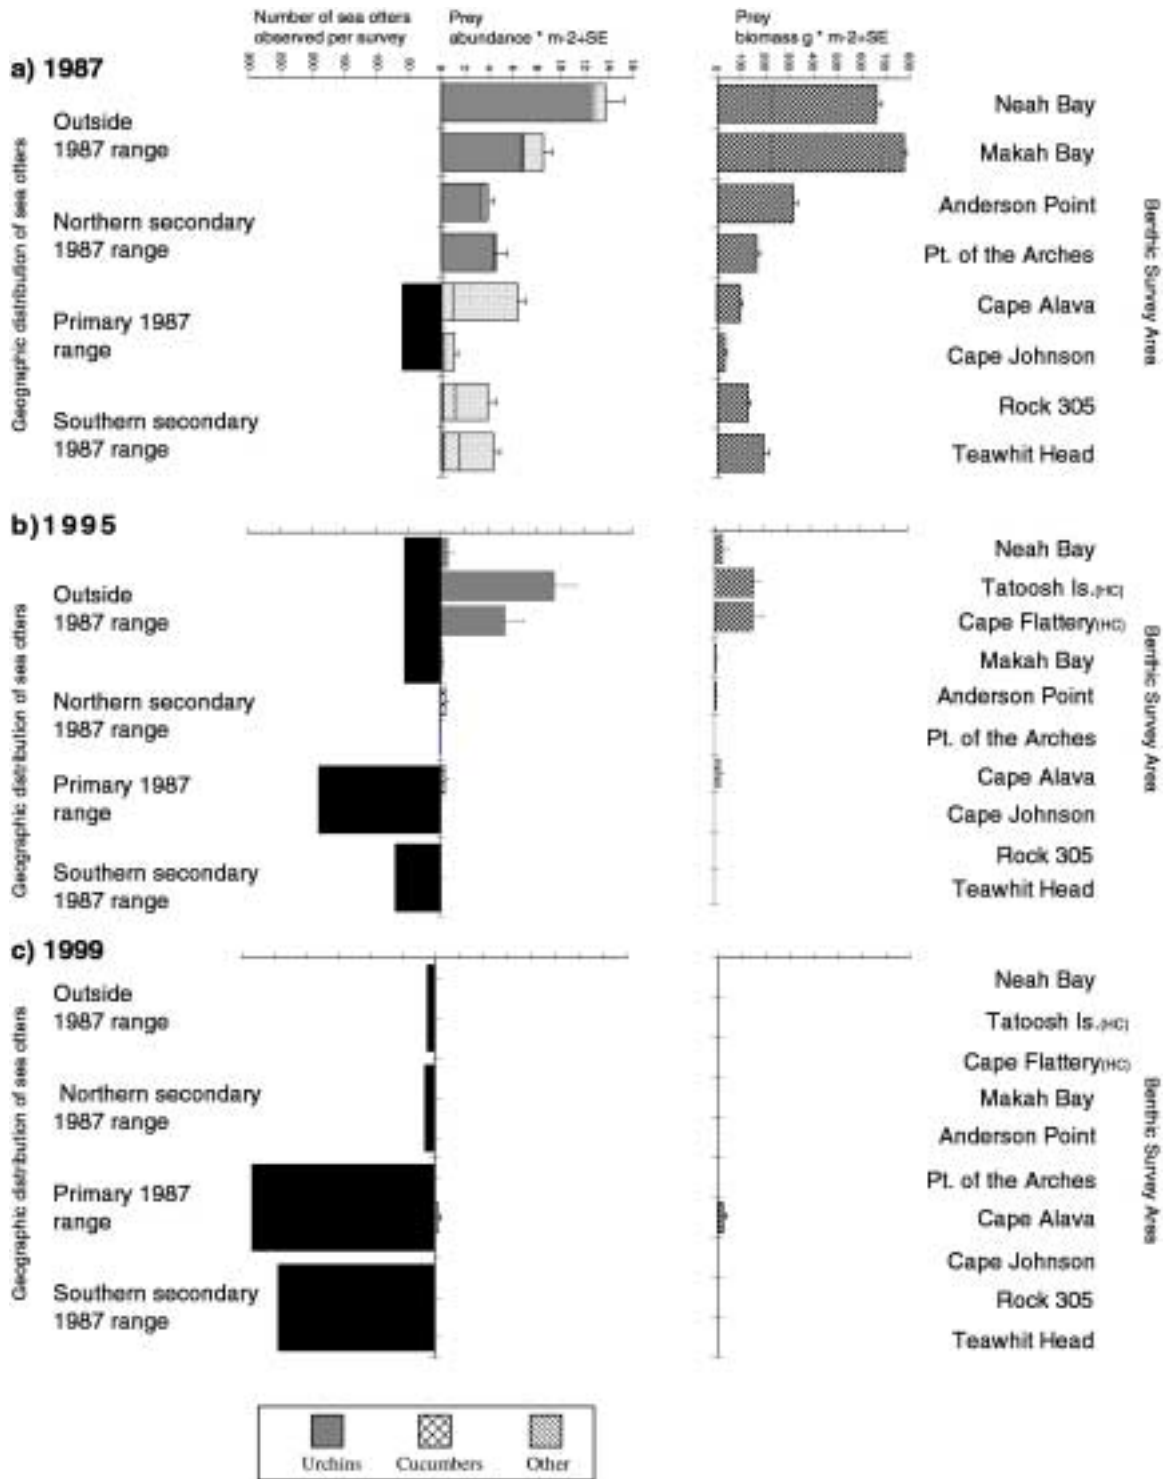 Number of sea otters
observed per survey
Prey
abundance * m-2+SE
Prey
biomass g * m-2+SE
a) 1987
Geographic distribution of sea otters
Outside
1987 range
Northern secondary
1987 range
Primary 1987
range
Southern secondary
1987 range
Neah Bay
Makah Bay
Anderson Point
Pt. of the Arches
Cape Alava
Cape Johnson
Rock 305
Teawhit Head
Benthic Survey Area
b) 1995
Geographic distribution of sea otters
Outside
1987 range
Northern secondary
1987 range
Primary 1987
range
Southern secondary
1987 range
Neah Bay
Tatoosh Is.(HC)
Cape Flattery(HC)
Makah Bay
Anderson Point
Pt. of the Arches
Cape Alava
Cape Johnson
Rock 305
Teawhit Head
Benthic Survey Area
c) 1999
Geographic distribution of sea otters
Outside
1987 range
Northern secondary
1987 range
Primary 1987
range
Southern secondary
1987 range
Neah Bay
Tatoosh Is.(HC)
Cape Flattery(HC)
Makah Bay
Anderson Point
Pt. of the Arches
Cape Alava
Cape Johnson
Rock 305
Teawhit Head
Benthic Survey Area
Urchins
Cucumbers
Other